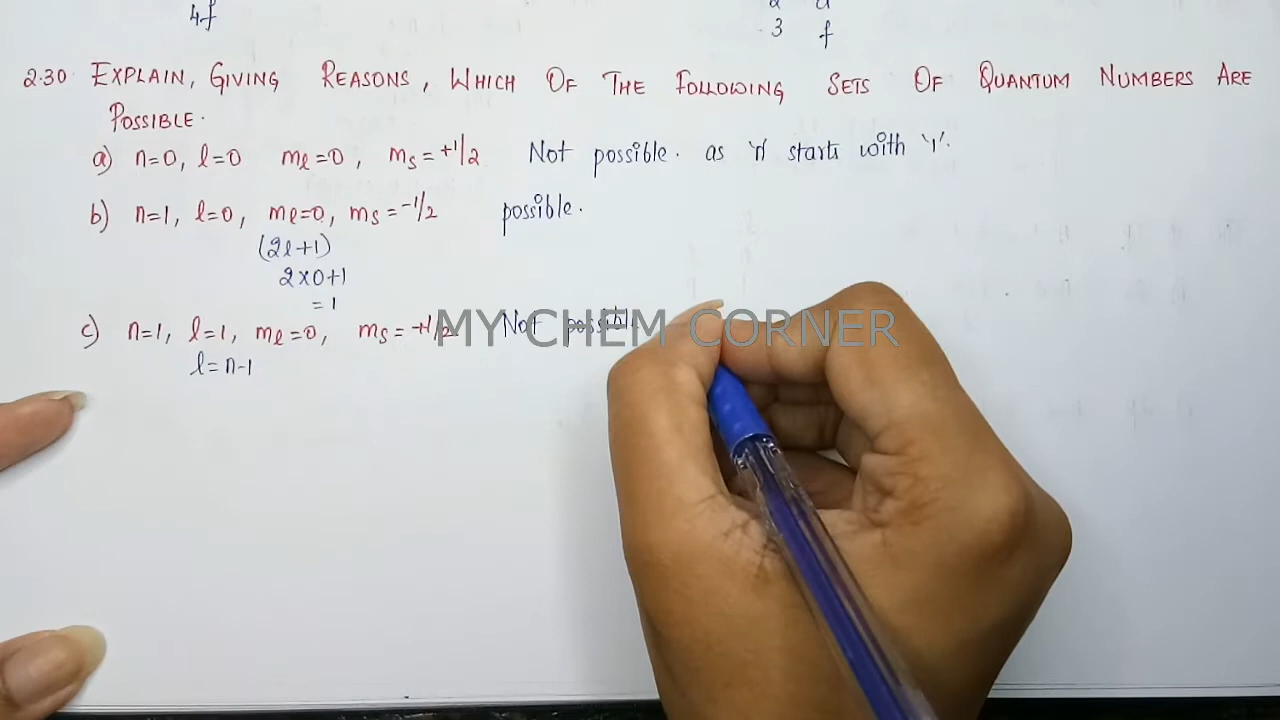 4f
3 f
2.30 EXPLAIN, GIVING REASONS, WHICH OF THE FOLLOWING SETS OF QUANTUM NUMBERS ARE
POSSIBLE.
a) n=0, l=0 ml=0, ms=+1/2 Not possible. as 'n' starts with '1'.
b) n=1, l=0, ml=0, ms=-1/2 possible.
(2l+1)
2×0+1
=1
c) n=1, l=1, ml=0, ms=+1/2 Not possible
l=n-1
MY CHEM CORNER